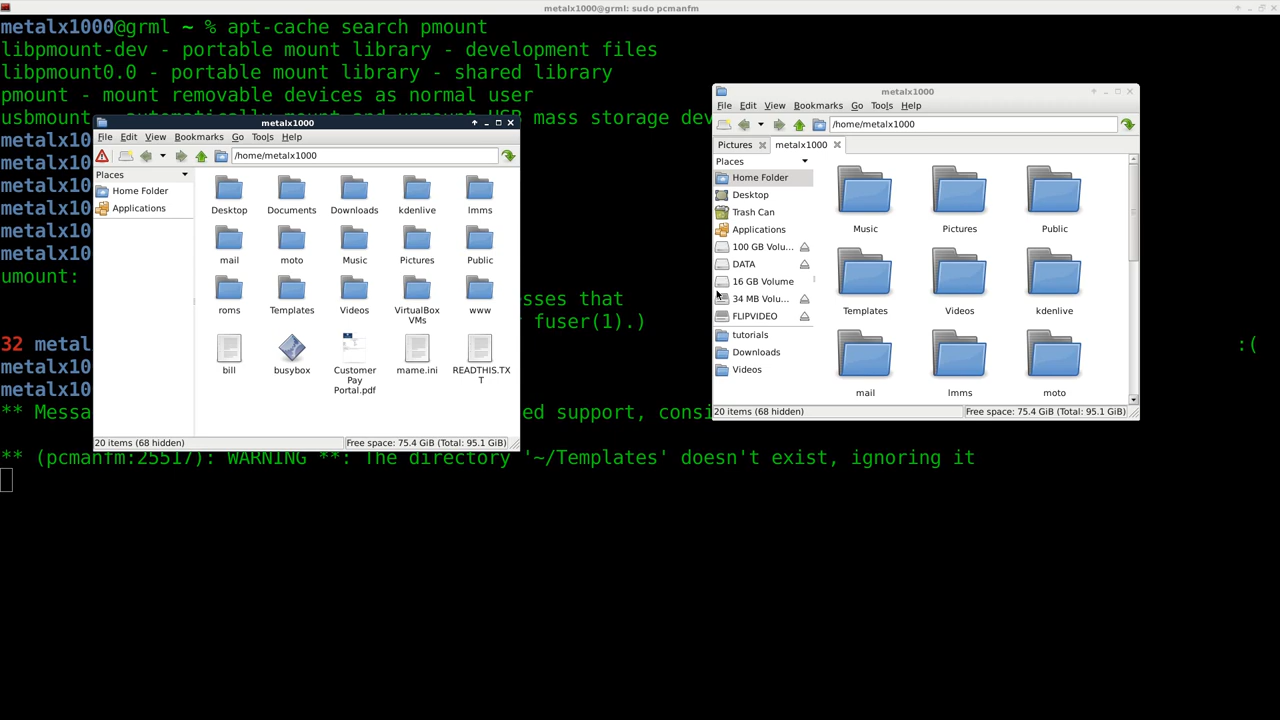 metalx1000@grml: sudo pcmanfm
metalx1000@grml ~ % apt-cache search pmount
libpmount-dev - portable mount library - development files
libpmount0.0 - portable mount library - shared library
pmount - mount removable devices as normal user
usbmount - automatically mount and unmount USB mass storage dev
metalx10
metalx10
metalx10
metalx10
metalx10
metalx10
umount:
esses that
fuser(1).)
32 metal
:(
metalx10
metalx10
** Messa
ed support, consi
** (pcmanfm:25517): WARNING **: The directory '~/Templates' doesn't exist, ignoring it
metalx1000
File Edit View Bookmarks Go Tools Help
/home/metalx1000
Places
Home Folder
Applications
Desktop Documents Downloads kdenlive lmms
mail moto Music Pictures Public
roms Templates Videos VirtualBox VMs www
bill busybox Customer Pay Portal.pdf mame.ini READTHIS.TXT
20 items (68 hidden) Free space: 75.4 GiB (Total: 95.1 GiB)
metalx1000
File Edit View Bookmarks Go Tools Help
/home/metalx1000
Pictures metalx1000
Places
Home Folder
Desktop
Trash Can
Applications
100 GB Volu...
DATA
16 GB Volume
34 MB Volu...
FLIPVIDEO
tutorials
Downloads
Videos
Music Pictures Public
Templates Videos kdenlive
mail lmms moto
20 items (68 hidden) Free space: 75.4 GiB (Total: 95.1 GiB)